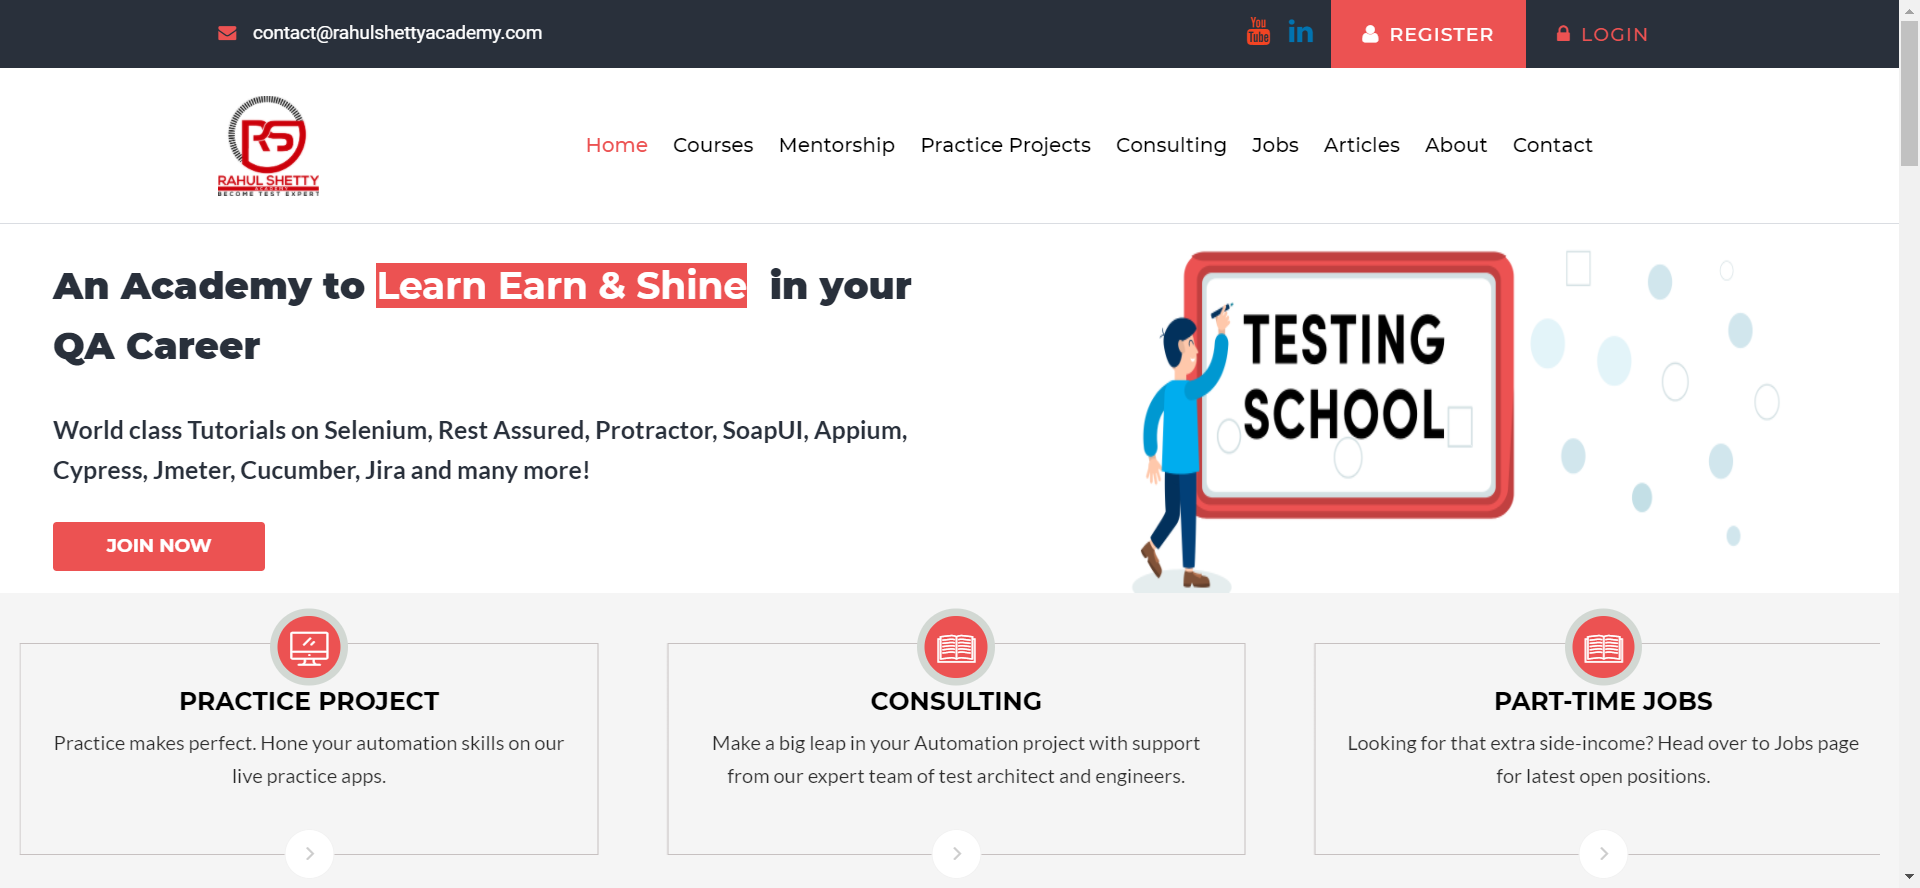 contact@rahulshettyacademy.com
You
Tube
in
REGISTER
LOGIN
RS
RAHUL SHETTY
ACADEMY
BECOME TEST EXPERT
Home
Courses
Mentorship
Practice Projects
Consulting
Jobs
Articles
About
Contact
An Academy to Learn Earn & Shine in your
QA Career
World class Tutorials on Selenium, Rest Assured, Protractor, SoapUI, Appium,
Cypress, Jmeter, Cucumber, Jira and many more!
JOIN NOW
TESTING
SCHOOL
PRACTICE PROJECT
Practice makes perfect. Hone your automation skills on our
live practice apps.
CONSULTING
Make a big leap in your Automation project with support
from our expert team of test architect and engineers.
PART-TIME JOBS
Looking for that extra side-income? Head over to Jobs page
for latest open positions.